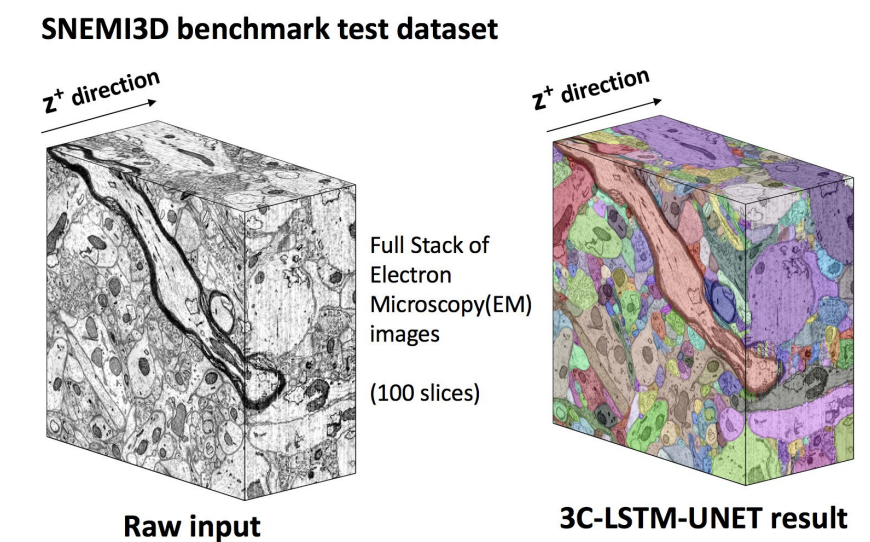 SNEMI3D benchmark test dataset
z+ direction
z+ direction
Full Stack of
Electron
Microscopy(EM)
images
(100 slices)
Raw input
3C-LSTM-UNET result